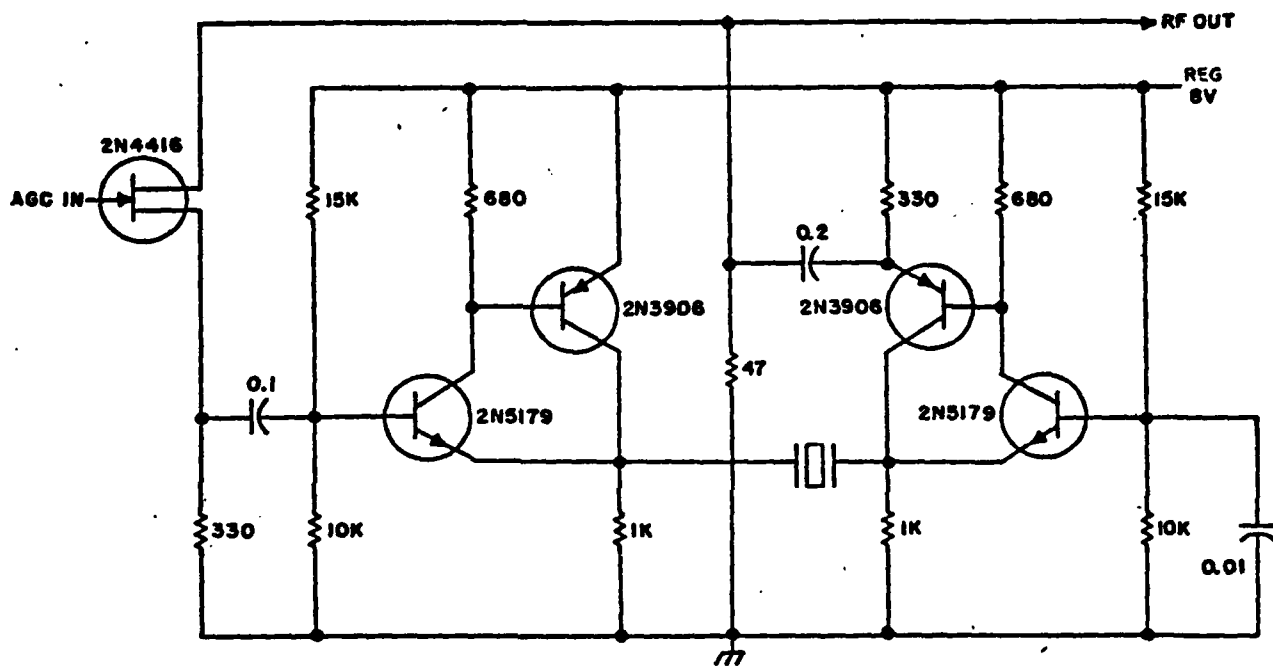 RF OUT
REG
8V
2N4416
AGC IN
15K
680
330
680
15K
0.2
2N3906
2N3906
47
0.1
2N5179
2N5179
330
10K
1K
1K
10K
0.01